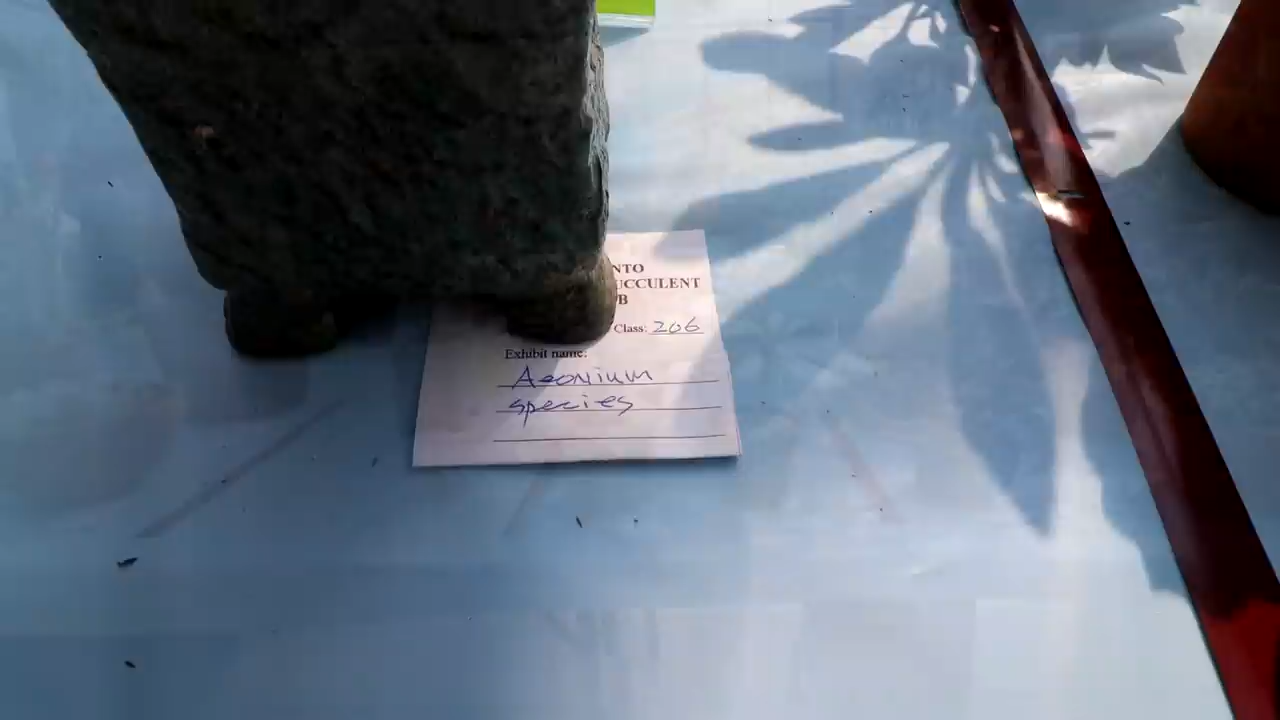 NTO
UCCULENT
B
Class: 206
Exhibit name:
Aeonium
species